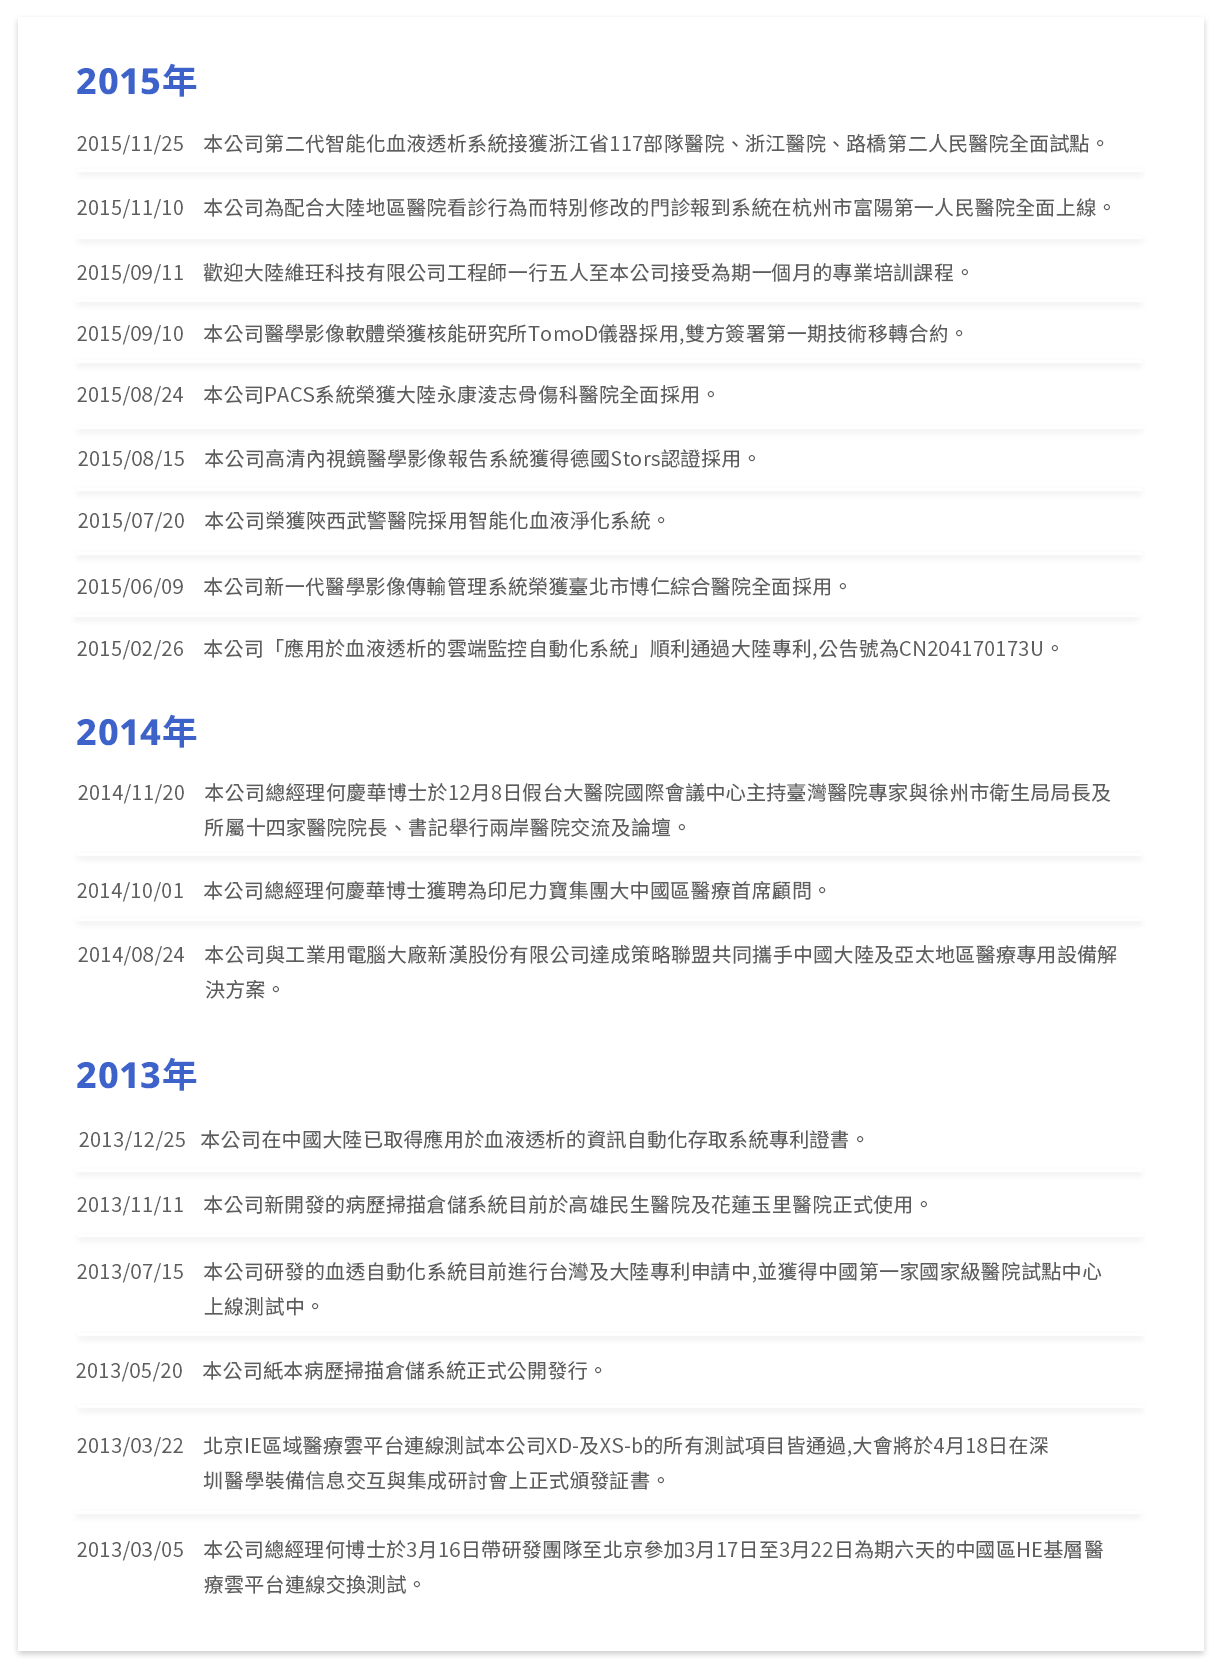 2015年
2015/11/25 本公司第二代智能化血液透析系統接獲浙江省117部隊醫院、浙江醫院、路橋第二人民醫院全面試點。
2015/11/10 本公司為配合大陸地區醫院看診行為而特別修改的門診報到系統在杭州市富陽第一人民醫院全面上線。
2015/09/11 歡迎大陸維玨科技有限公司工程師一行五人至本公司接受為期一個月的專業培訓課程。
2015/09/10 本公司醫學影像軟體榮獲核能研究所TomoD儀器採用,雙方簽署第一期技術移轉合約。
2015/08/24 本公司PACS系統榮獲大陸永康淩志骨傷科醫院全面採用。
2015/08/15 本公司高清內視鏡醫學影像報告系統獲得德國Stors認證採用。
2015/07/20 本公司榮獲陝西武警醫院採用智能化血液淨化系統。
2015/06/09 本公司新一代醫學影像傳輸管理系統榮獲臺北市博仁綜合醫院全面採用。
2015/02/26 本公司「應用於血液透析的雲端監控自動化系統」順利通過大陸專利,公告號為CN204170173U。
2014年
2014/11/20 本公司總經理何慶華博士於12月8日假台大醫院國際會議中心主持臺灣醫院專家與徐州市衛生局局長及
所屬十四家醫院院長、書記舉行兩岸醫院交流及論壇。
2014/10/01 本公司總經理何慶華博士獲聘為印尼力寶集團大中國區醫療首席顧問。
2014/08/24 本公司與工業用電腦大廠新漢股份有限公司達成策略聯盟共同攜手中國大陸及亞太地區醫療專用設備解
決方案。
2013年
2013/12/25 本公司在中國大陸已取得應用於血液透析的資訊自動化存取系統專利證書。
2013/11/11 本公司新開發的病歷掃描倉儲系統目前於高雄民生醫院及花蓮玉里醫院正式使用。
2013/07/15 本公司研發的血透自動化系統目前進行台灣及大陸專利申請中,並獲得中國第一家國家級醫院試點中心
上線測試中。
2013/05/20 本公司紙本病歷掃描倉儲系統正式公開發行。
2013/03/22 北京IE區域醫療雲平台連線測試本公司XD-及XS-b的所有測試項目皆通過,大會將於4月18日在深
圳醫學裝備信息交互與集成研討會上正式頒發証書。
2013/03/05 本公司總經理何博士於3月16日帶研發團隊至北京參加3月17日至3月22日為期六天的中國區HE基層醫
療雲平台連線交換測試。